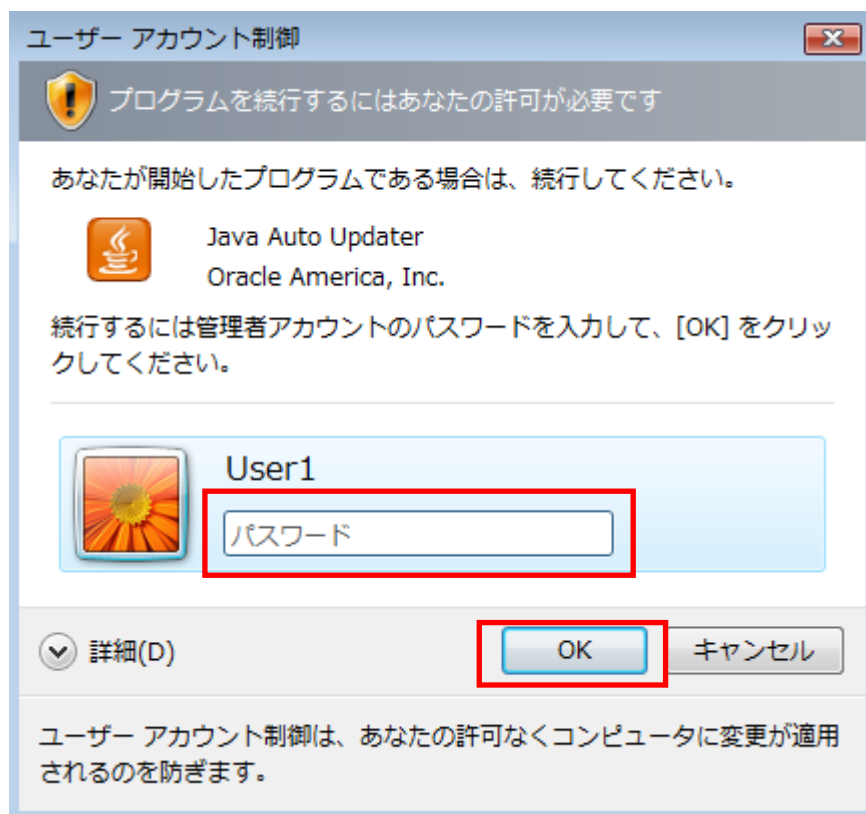 ユーザー アカウント制御
プログラムを続行するにはあなたの許可が必要です
あなたが開始したプログラムである場合は、続行してください。
Java Auto Updater
Oracle America, Inc.
続行するには管理者アカウントのパスワードを入力して、[OK] をクリッ
クしてください。
User1
パスワード
詳細(D)
OK
キャンセル
ユーザー アカウント制御は、あなたの許可なくコンピュータに変更が適用
されるのを防ぎます。